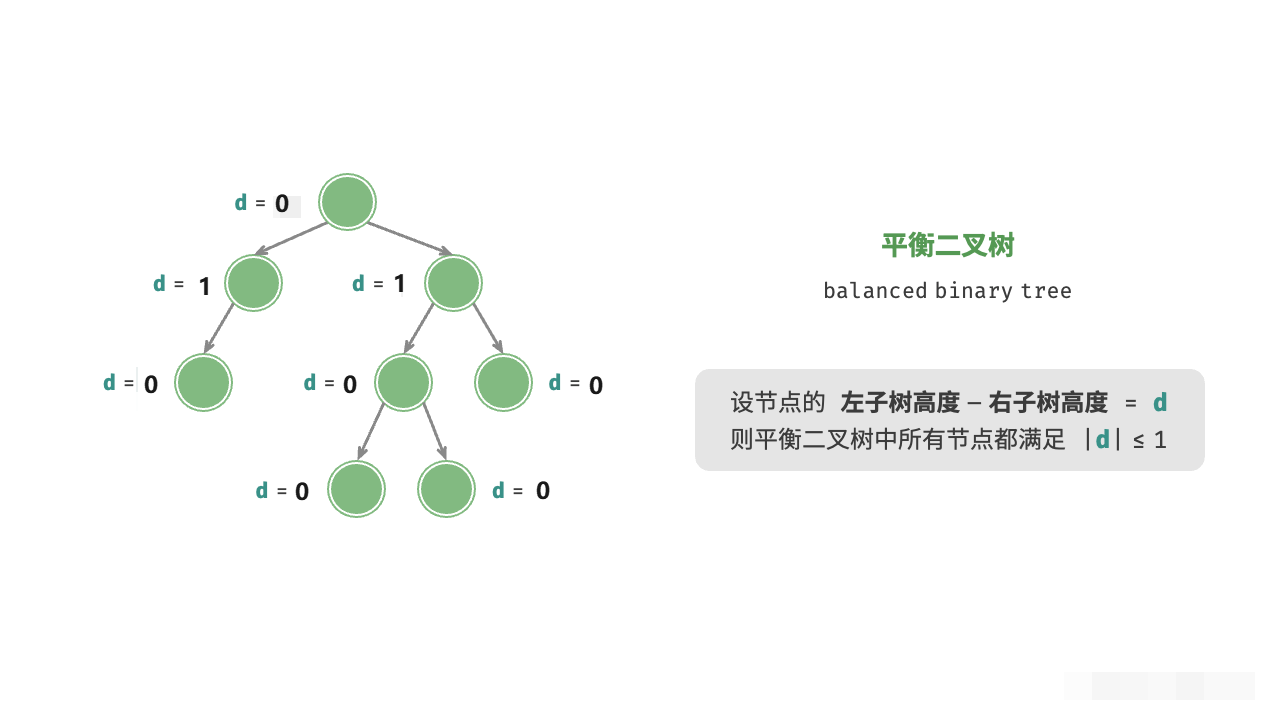 d = 0
d = 1
d = 1
d = 0
d = 0
d = 0
d = 0
d = 0
平衡二叉树
balanced binary tree
设节点的 左子树高度 − 右子树高度 = d
则平衡二叉树中所有节点都满足 |d| ≤ 1